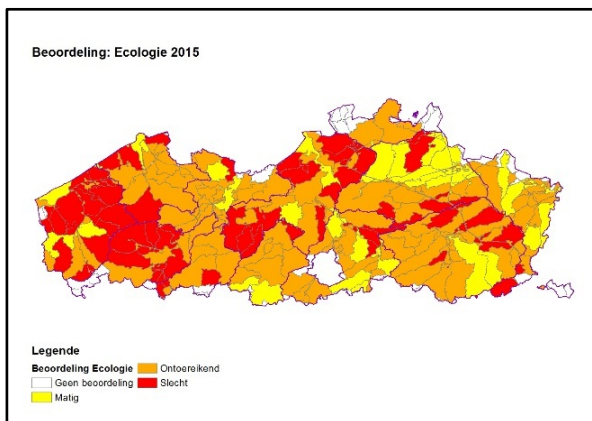 Beoordeling: Ecologie 2015
Legende
Beoordeling Ecologie
Geen beoordeling
Matig
Ontoereikend
Slecht